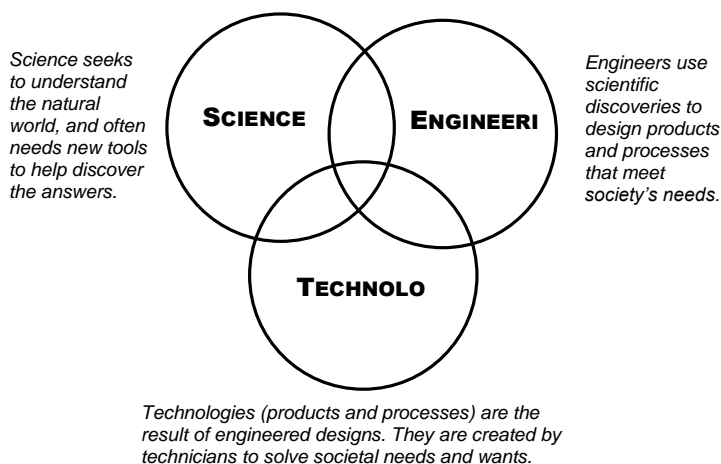 Science seeks
to understand
the natural
world, and often
needs new tools
to help discover
the answers.
SCIENCE
ENGINEERI
Engineers use
scientific
discoveries to
design products
and processes
that meet
society's needs.
TECHNOLO
Technologies (products and processes) are the
result of engineered designs. They are created by
technicians to solve societal needs and wants.